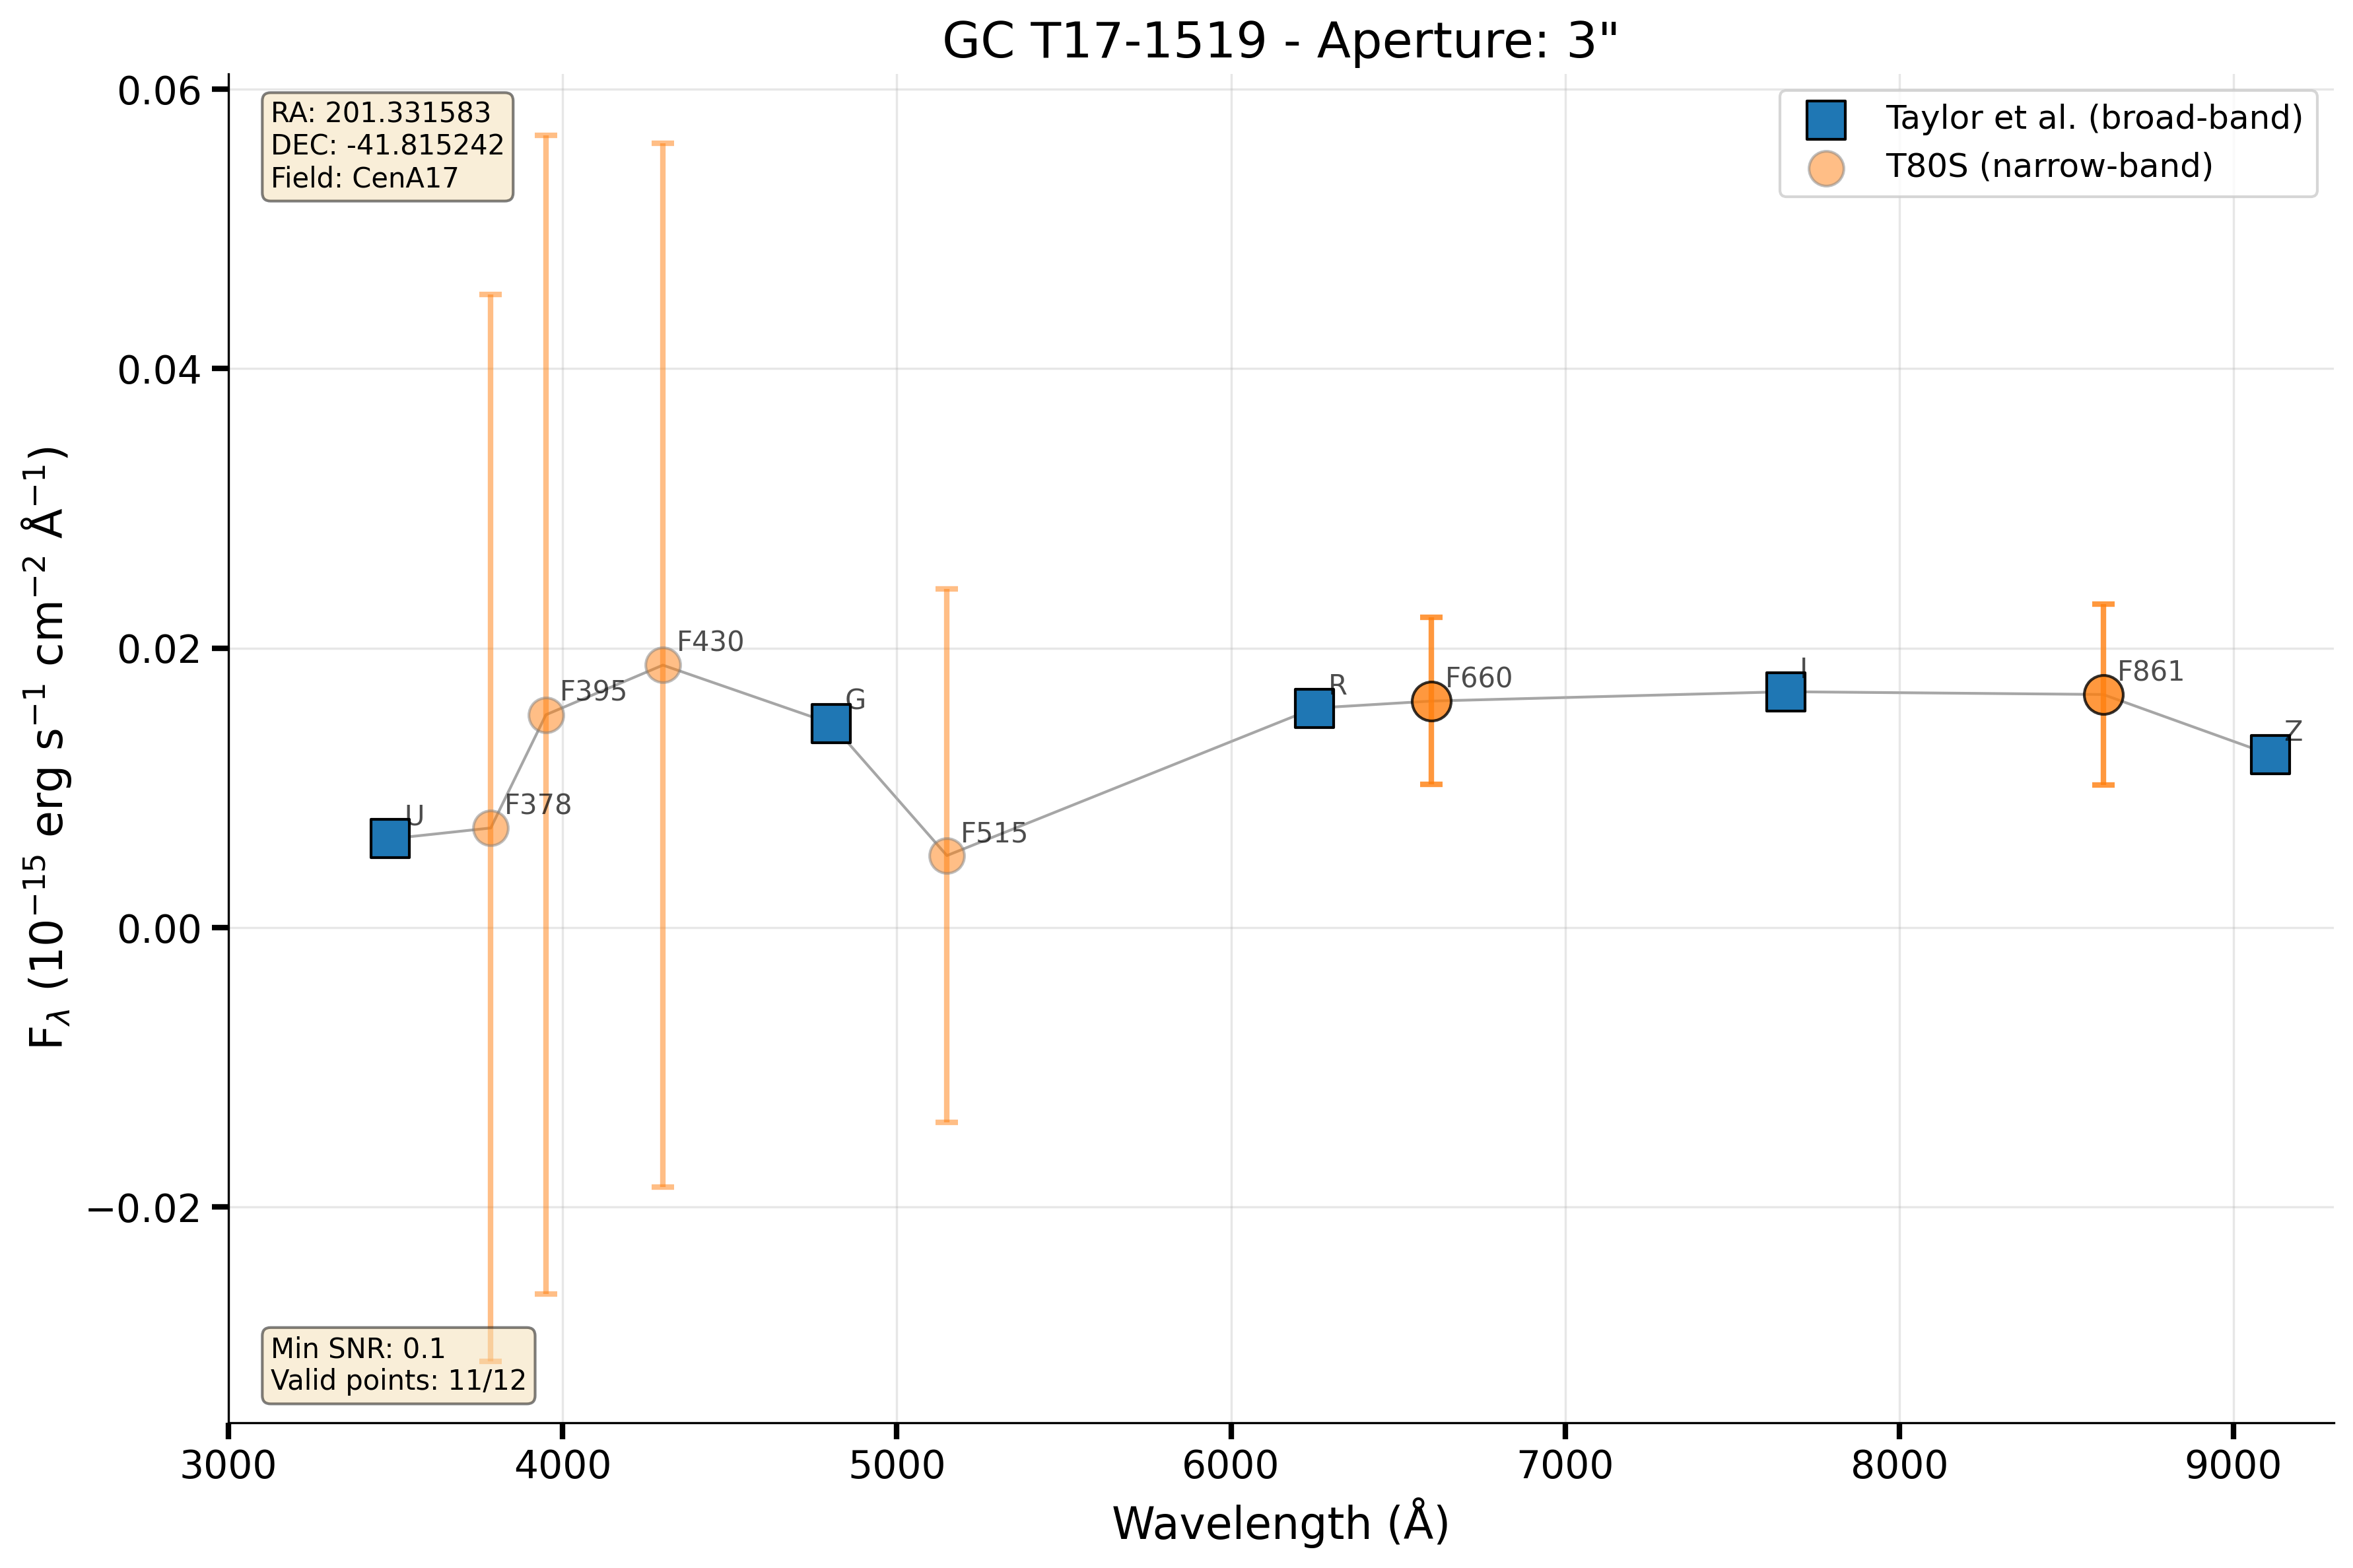 GC T17-1519 - Aperture: 3"
RA: 201.331583
DEC: -41.815242
Field: CenA17
Taylor et al. (broad-band)
T80S (narrow-band)
0.06
0.04
0.02
0.00
−0.02
F_λ (10⁻¹⁵ erg s⁻¹ cm⁻² Å⁻¹)
U
F378
F395
F430
G
F515
R
F660
I
F861
Z
Min SNR: 0.1
Valid points: 11/12
3000
4000
5000
6000
7000
8000
9000
Wavelength (Å)